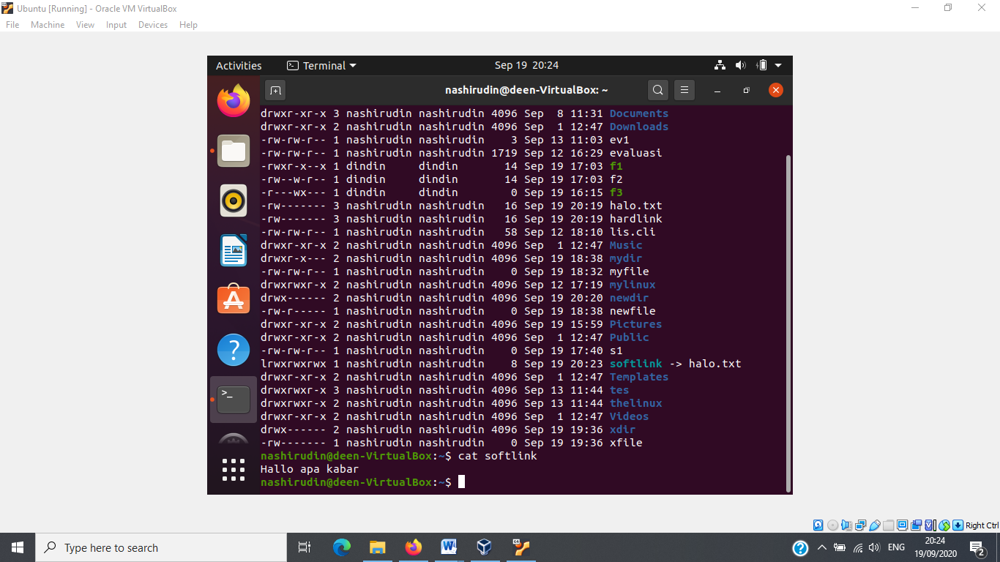 Ubuntu [Running] - Oracle VM VirtualBox
File Machine View Input Devices Help
Activities Terminal Sep 19 20:24
nashirudin@deen-VirtualBox: ~
drwxr-xr-x 3 nashirudin nashirudin 4096 Sep  8 11:31 Documents
drwxr-xr-x 2 nashirudin nashirudin 4096 Sep  1 12:47 Downloads
-rw-rw-r-- 1 nashirudin nashirudin    3 Sep 13 11:03 ev1
-rw-rw-r-- 1 nashirudin nashirudin 1719 Sep 12 16:29 evaluasi
-rwxr-x--x 1 dindin     dindin       14 Sep 19 17:03 f1
-rw--w-r-- 1 dindin     dindin       14 Sep 19 17:03 f2
-r---wx--- 1 dindin     dindin        0 Sep 19 16:15 f3
-rw------- 3 nashirudin nashirudin   16 Sep 19 20:19 halo.txt
-rw------- 3 nashirudin nashirudin   16 Sep 19 20:19 hardlink
-rw-rw-r-- 1 nashirudin nashirudin   58 Sep 12 18:10 lis.cli
drwxr-xr-x 2 nashirudin nashirudin 4096 Sep  1 12:47 Music
drwxr-x--- 2 nashirudin nashirudin 4096 Sep 19 18:38 mydir
-rw-rw-r-- 1 nashirudin nashirudin    0 Sep 19 18:32 myfile
drwxrwxr-x 2 nashirudin nashirudin 4096 Sep 12 17:19 mylinux
drwx------ 2 nashirudin nashirudin 4096 Sep 19 20:20 newdir
-rw-r----- 1 nashirudin nashirudin    0 Sep 19 18:38 newfile
drwxr-xr-x 2 nashirudin nashirudin 4096 Sep 19 15:59 Pictures
drwxr-xr-x 2 nashirudin nashirudin 4096 Sep  1 12:47 Public
-rw-rw-r-- 1 nashirudin nashirudin    0 Sep 19 17:40 s1
lrwxrwxrwx 1 nashirudin nashirudin    8 Sep 19 20:23 softlink -> halo.txt
drwxr-xr-x 2 nashirudin nashirudin 4096 Sep  1 12:47 Templates
drwxrwxr-x 3 nashirudin nashirudin 4096 Sep 13 11:44 tes
drwxrwxr-x 2 nashirudin nashirudin 4096 Sep 13 11:44 thelinux
drwxr-xr-x 2 nashirudin nashirudin 4096 Sep  1 12:47 Videos
drwx------ 2 nashirudin nashirudin 4096 Sep 19 19:36 xdir
-rw------- 1 nashirudin nashirudin    0 Sep 19 19:36 xfile
nashirudin@deen-VirtualBox:~$ cat softlink
Hallo apa kabar
nashirudin@deen-VirtualBox:~$
Right Ctrl
Type here to search
ENG
20:24
19/09/2020
2